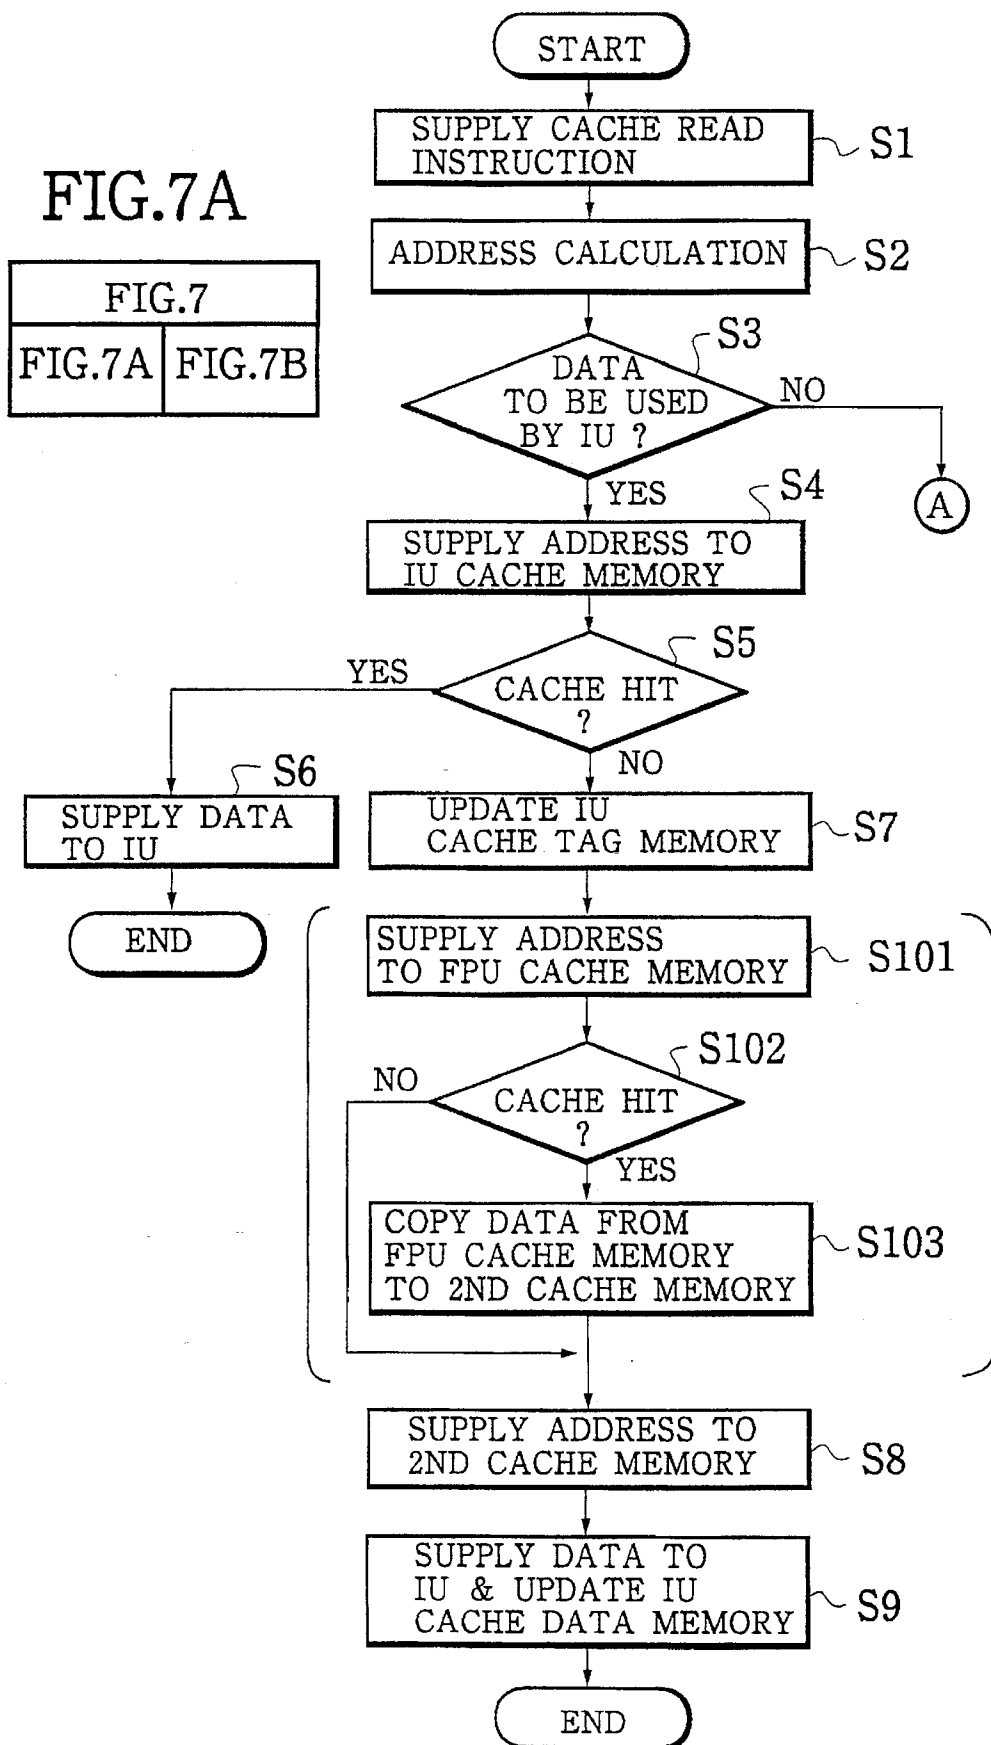 START
SUPPLY CACHE READ
INSTRUCTION
S1
FIG.7A
ADDRESS CALCULATION
S2
FIG.7
FIG.7A
FIG.7B
S3
DATA
TO BE USED
BY IU ?
NO
A
YES
S4
SUPPLY ADDRESS TO
IU CACHE MEMORY
S5
YES
CACHE HIT
?
NO
S6
SUPPLY DATA
TO IU
END
UPDATE IU
CACHE TAG MEMORY
S7
SUPPLY ADDRESS
TO FPU CACHE MEMORY
S101
S102
NO
CACHE HIT
?
YES
COPY DATA FROM
FPU CACHE MEMORY
TO 2ND CACHE MEMORY
S103
SUPPLY ADDRESS TO
2ND CACHE MEMORY
S8
SUPPLY DATA TO
IU & UPDATE IU
CACHE DATA MEMORY
S9
END